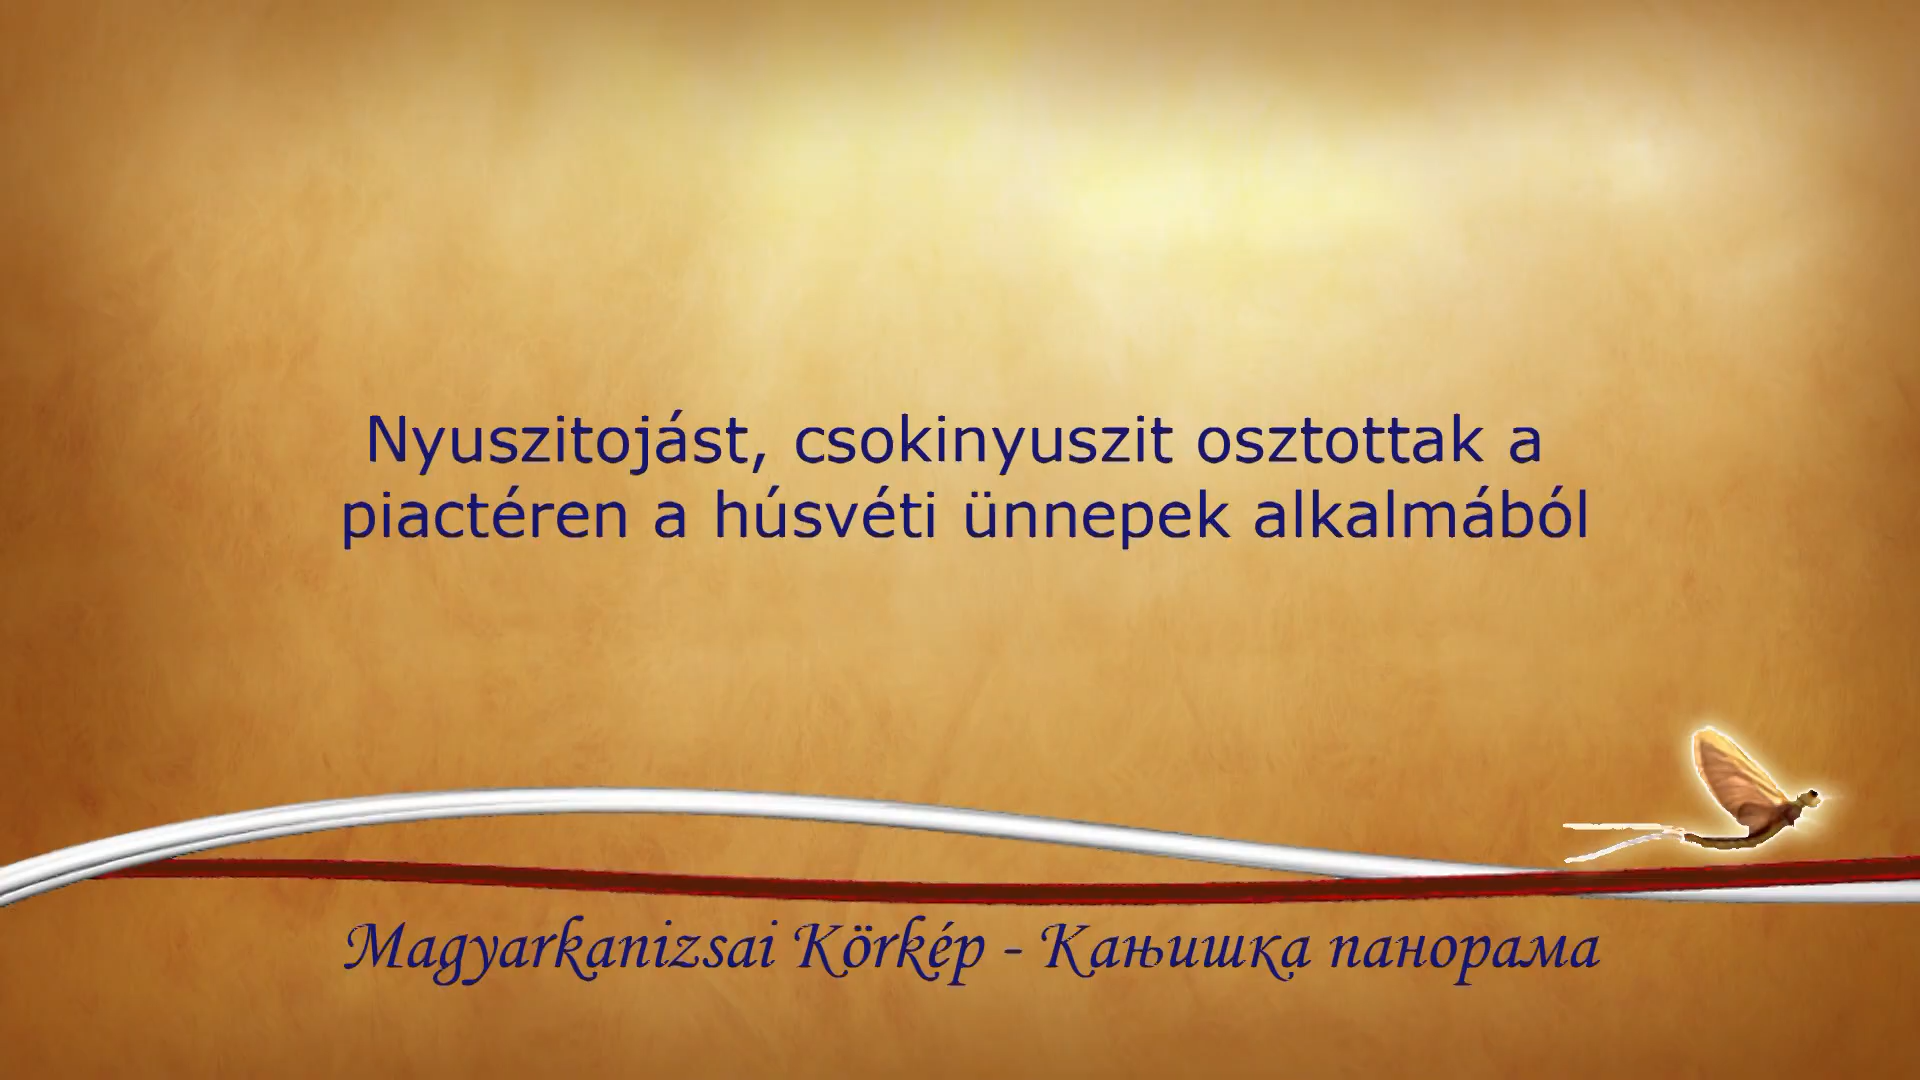 Nyuszitojást, csokinyuszit osztottak a
piactéren a húsvéti ünnepek alkalmából
Magyarkanizsai Körkép - Кањишка панорама